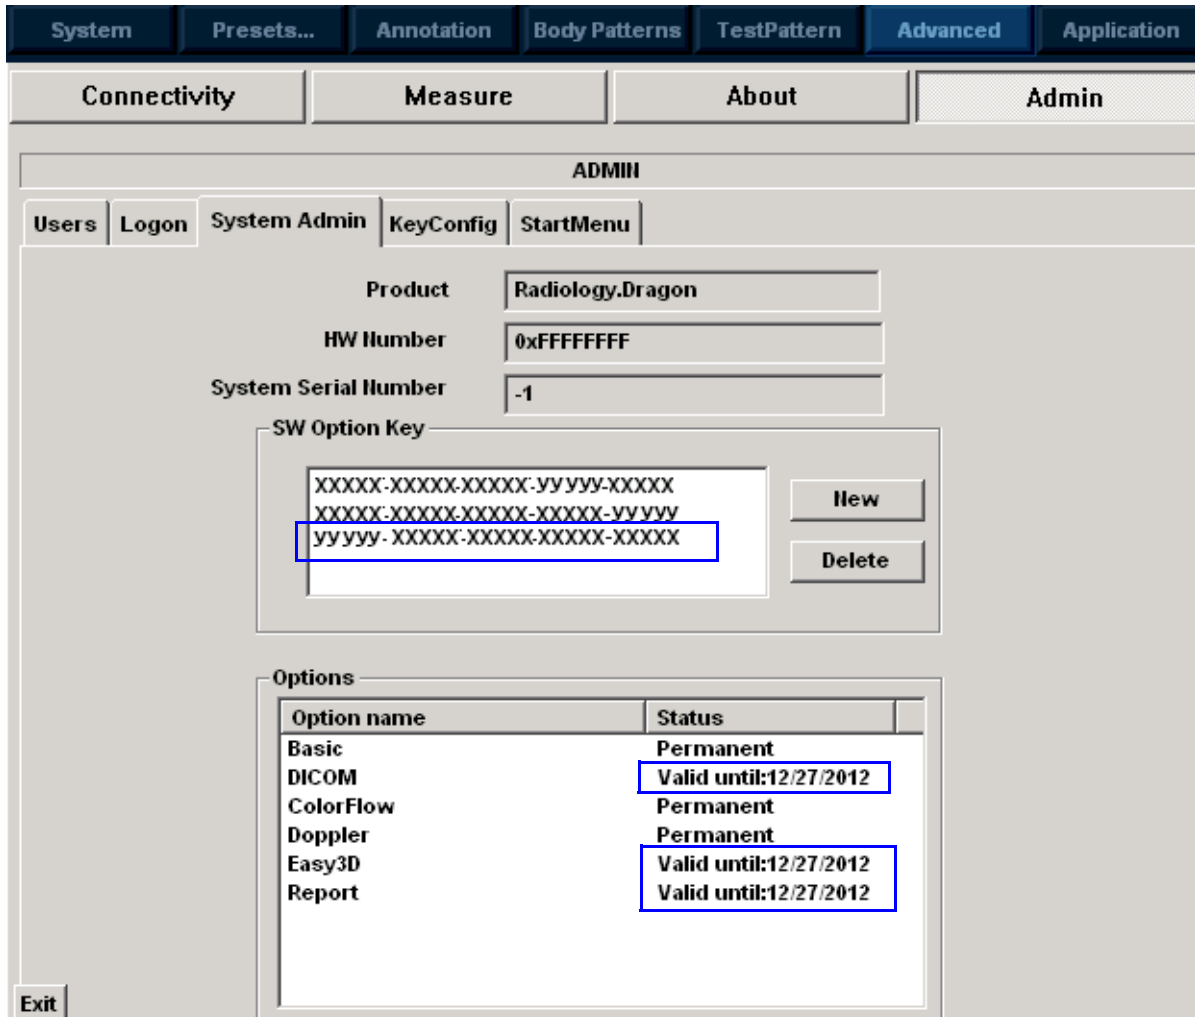 System Presets... Annotation Body Patterns TestPattern Advanced Application
Connectivity Measure About Admin
ADMIN
Users Logon System Admin KeyConfig StartMenu
Product Radiology.Dragon
HW Number 0xFFFFFFFF
System Serial Number -1
SW Option Key
XXXXX-XXXXX-XXXXX-yyyyy-XXXXX
New
XXXXX-XXXXX-XXXXX-XXXXX-yyyyy
yyyyy-XXXXX-XXXXX-XXXXX-XXXXX
Delete
Options
Option name Status
Basic Permanent
DICOM Valid until:12/27/2012
ColorFlow Permanent
Doppler Permanent
Easy3D Valid until:12/27/2012
Report Valid until:12/27/2012
Exit